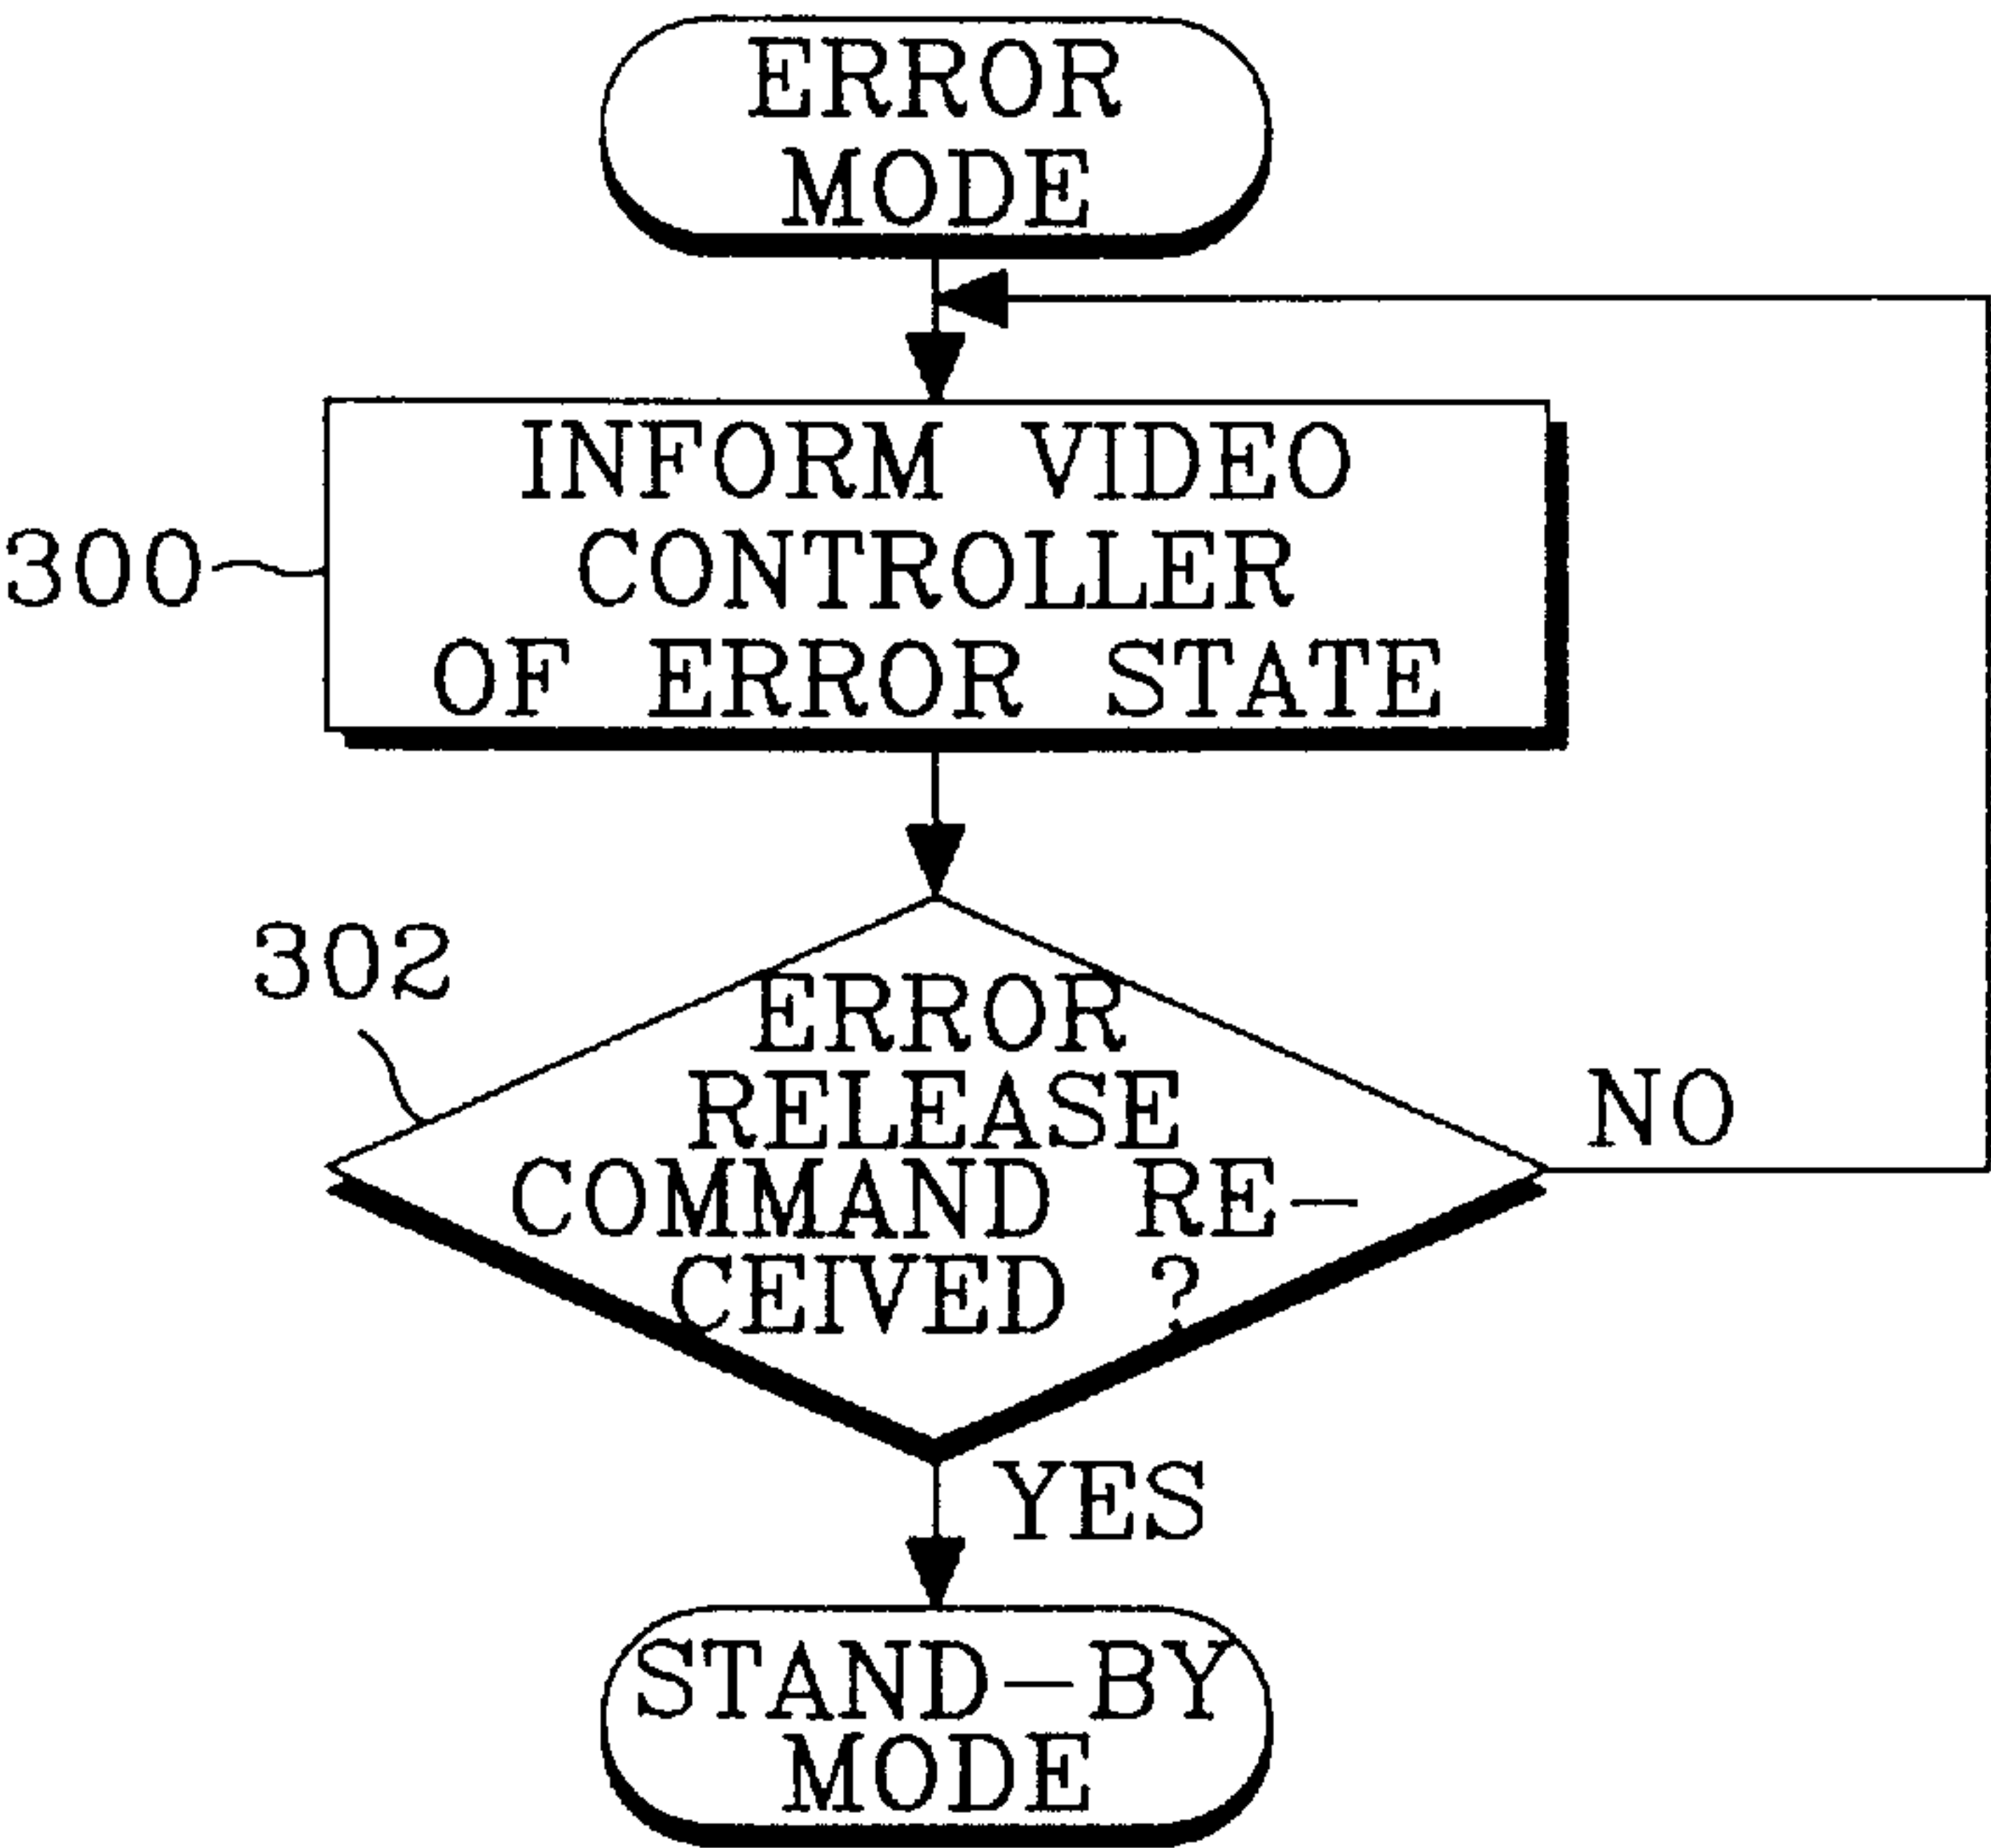 ERROR
MODE
INFORM VIDEO
CONTROLLER
OF ERROR STATE
300
302
ERROR
RELEASE
COMMAND RE-
CEIVED ?
NO
YES
STAND-BY
MODE